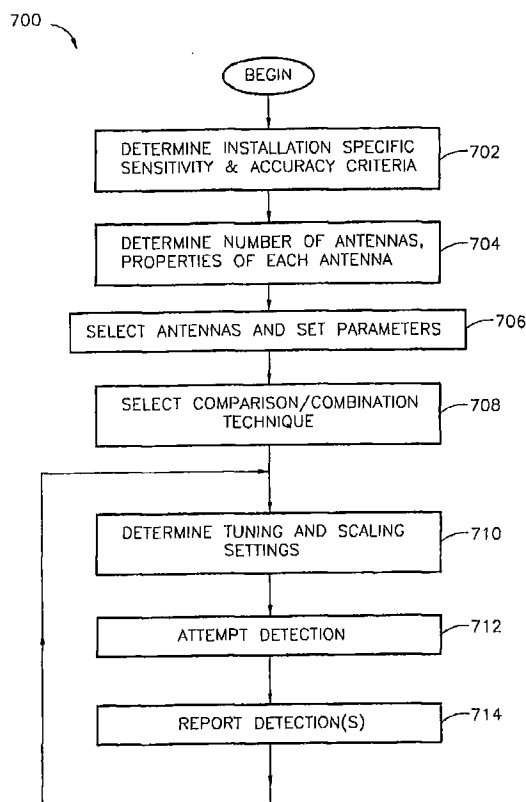 700
BEGIN
DETERMINE INSTALLATION SPECIFIC
SENSITIVITY & ACCURACY CRITERIA
702
DETERMINE NUMBER OF ANTENNAS,
PROPERTIES OF EACH ANTENNA
704
SELECT ANTENNAS AND SET PARAMETERS
706
SELECT COMPARISON/COMBINATION
TECHNIQUE
708
DETERMINE TUNING AND SCALING
SETTINGS
710
ATTEMPT DETECTION
712
REPORT DETECTION(S)
714